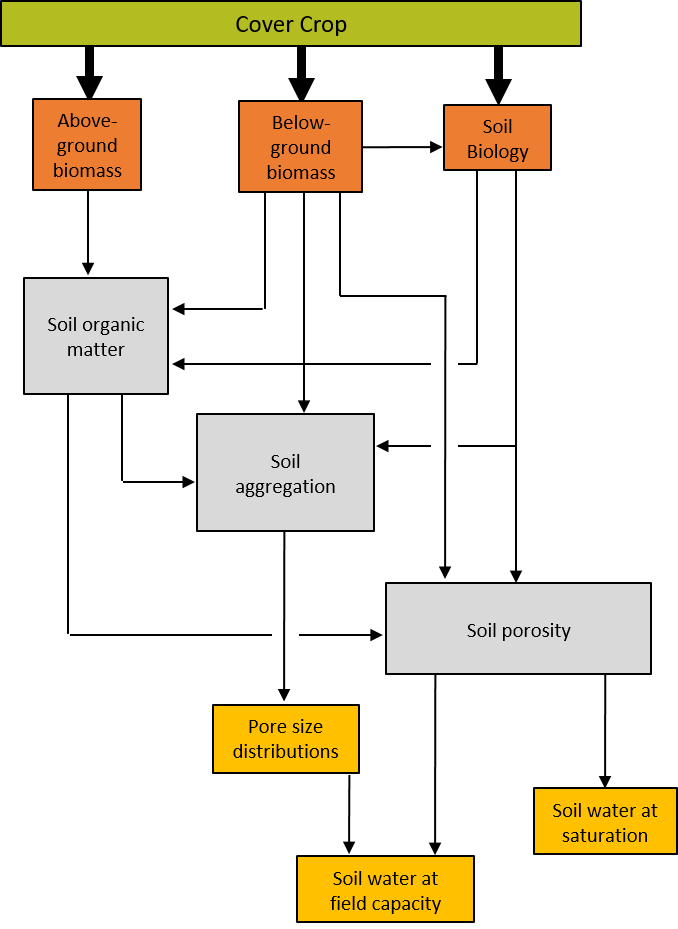 Cover Crop
Above-
ground
biomass
Below-
ground
biomass
Soil
Biology
Soil organic
matter
Soil
aggregation
Soil porosity
Pore size
distributions
Soil water at
saturation
Soil water at
field capacity